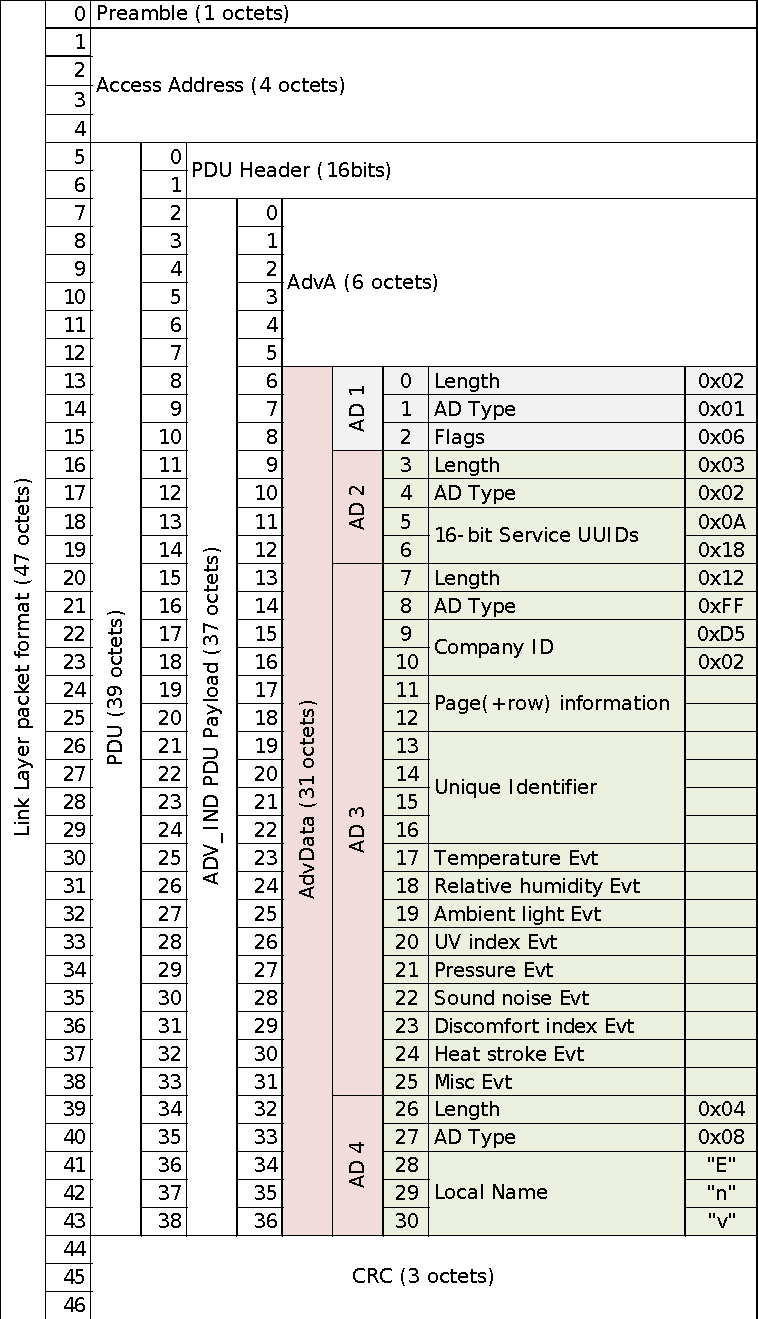 0 Preamble (1 octets)
1
2
Access Address (4 octets)
3
4
5 0
PDU Header (16bits)
6 1
7 2 0
8 3 1
9 4 2
AdvA (6 octets)
10 5 3
11 6 4
12 7 5
13 8 6 0 Length 0x02
14 9 7 AD 1 1 AD Type 0x01
15 10 8 2 Flags 0x06
16 11 9 3 Length 0x03
17 12 10 AD 2 4 AD Type 0x02
18 13 11 5 0x0A
16-bit Service UUIDs
19 14 12 6 0x18
20 15 13 7 Length 0x12
21 16 14 8 AD Type 0xFF
22 17 15 9 0xD5
Company ID
23 18 16 10 0x02
24 19 17 11
Page(+row) information
25 20 18 12
26 21 19 13
27 22 20 14
Unique Identifier
28 23 21 15
29 24 22 16
Link Layer packet format (47 octets)
PDU (39 octets)
ADV_IND PDU Payload (37 octets)
AdvData (31 octets)
AD 3
30 25 23 17 Temperature Evt
31 26 24 18 Relative humidity Evt
32 27 25 19 Ambient light Evt
33 28 26 20 UV index Evt
34 29 27 21 Pressure Evt
35 30 28 22 Sound noise Evt
36 31 29 23 Discomfort index Evt
37 32 30 24 Heat stroke Evt
38 33 31 25 Misc Evt
39 34 32 26 Length 0x04
40 35 33 27 AD Type 0x08
41 36 34 AD 4 28 "E"
42 37 35 29 Local Name "n"
43 38 36 30 "v"
44
45 CRC (3 octets)
46